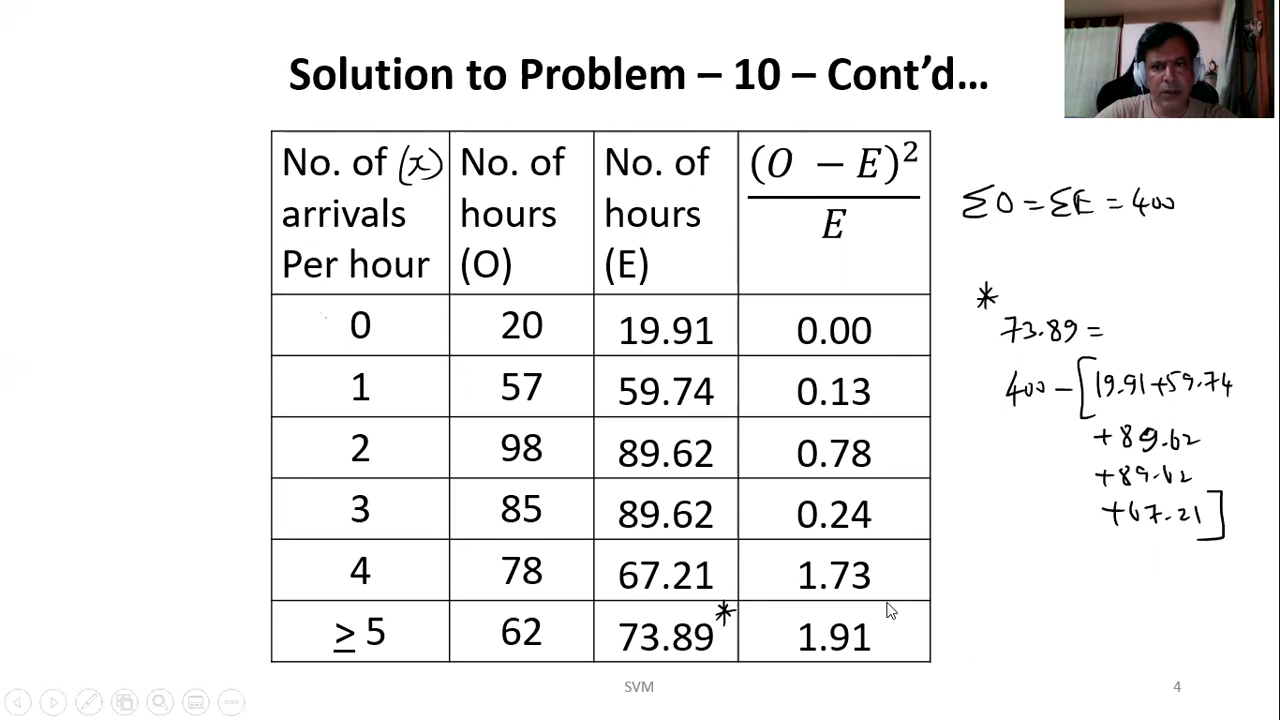 Solution to Problem – 10 – Cont’d...
No. of (x) arrivals Per hour | No. of hours (O) | No. of hours (E) | (O − E)² / E
0 | 20 | 19.91 | 0.00
1 | 57 | 59.74 | 0.13
2 | 98 | 89.62 | 0.78
3 | 85 | 89.62 | 0.24
4 | 78 | 67.21 | 1.73
≥ 5 | 62 | 73.89* | 1.91
ΣO = ΣE = 400
*
73.89 =
400 − [19.91+59.74
+89.62
+89.62
+67.21]
SVM
4